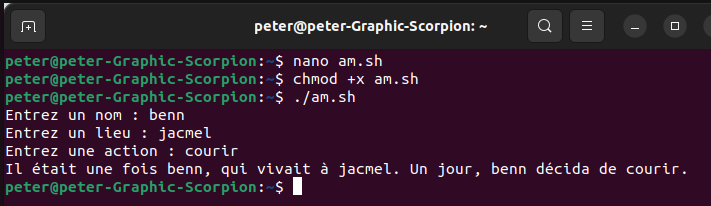 peter@peter-Graphic-Scorpion: ~
peter@peter-Graphic-Scorpion:~$ nano am.sh
peter@peter-Graphic-Scorpion:~$ chmod +x am.sh
peter@peter-Graphic-Scorpion:~$ ./am.sh
Entrez un nom : benn
Entrez un lieu : jacmel
Entrez une action : courir
Il était une fois benn, qui vivait à jacmel. Un jour, benn décida de courir.
peter@peter-Graphic-Scorpion:~$